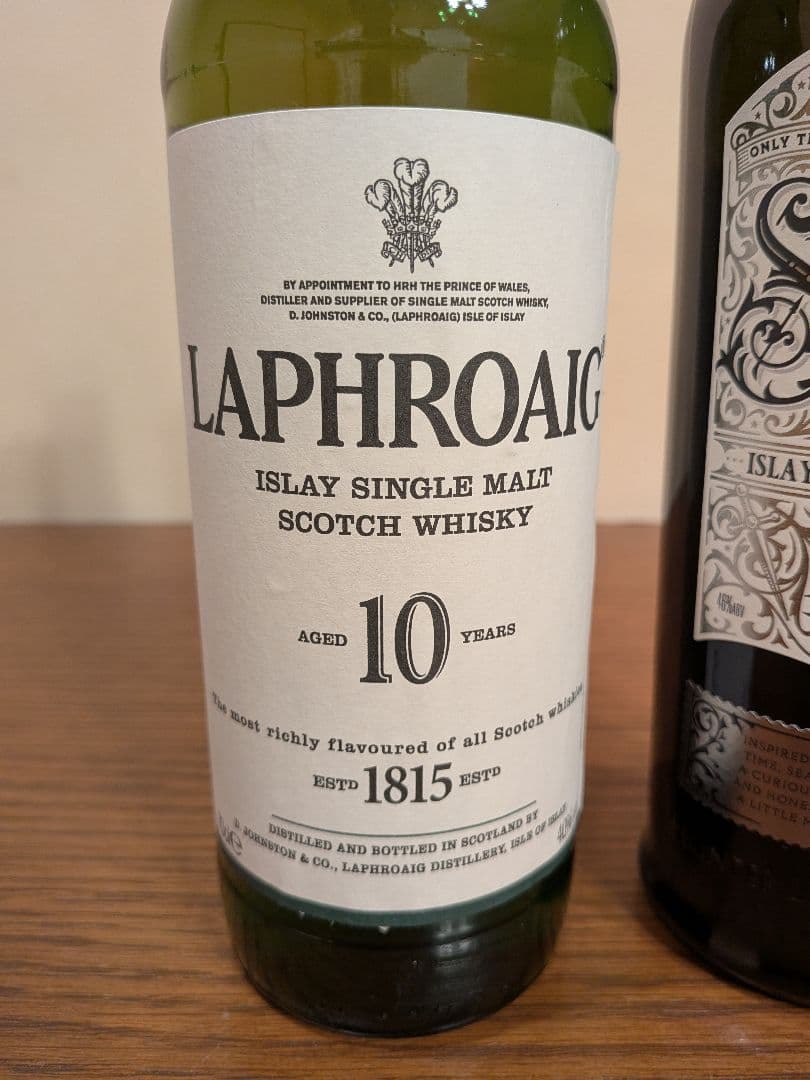 BY APPOINTMENT TO HRH THE PRINCE OF WALES,
DISTILLER AND SUPPLIER OF SINGLE MALT SCOTCH WHISKY,
D. JOHNSTON & CO., (LAPHROAIG) ISLE OF ISLAY
LAPHROAIG
ISLAY SINGLE MALT
SCOTCH WHISKY
AGED 10 YEARS
The most richly flavoured of all Scotch whiskies
ESTD 1815 ESTD
DISTILLED AND BOTTLED IN SCOTLAND BY
D. JOHNSTON & CO., LAPHROAIG DISTILLERY, ISLE OF ISLAY
ONLY
ISLAY
46% ABV
INSPIRED
TIME, SEA
A CURIOU
AND HONE
A LITTLE